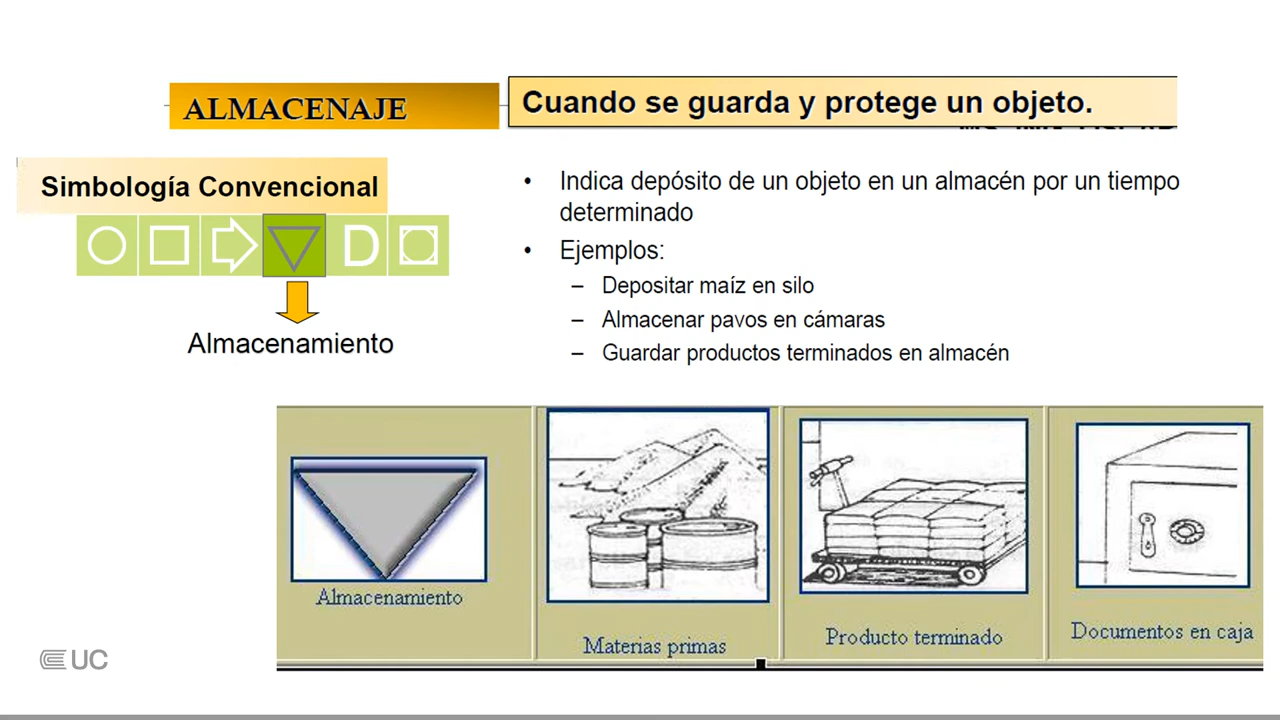 ALMACENAJE
Cuando se guarda y protege un objeto.
Simbología Convencional
Almacenamiento
• Indica depósito de un objeto en un almacén por un tiempo
determinado
• Ejemplos:
– Depositar maíz en silo
– Almacenar pavos en cámaras
– Guardar productos terminados en almacén
Almacenamiento
Materias primas
Producto terminado
Documentos en caja
UC